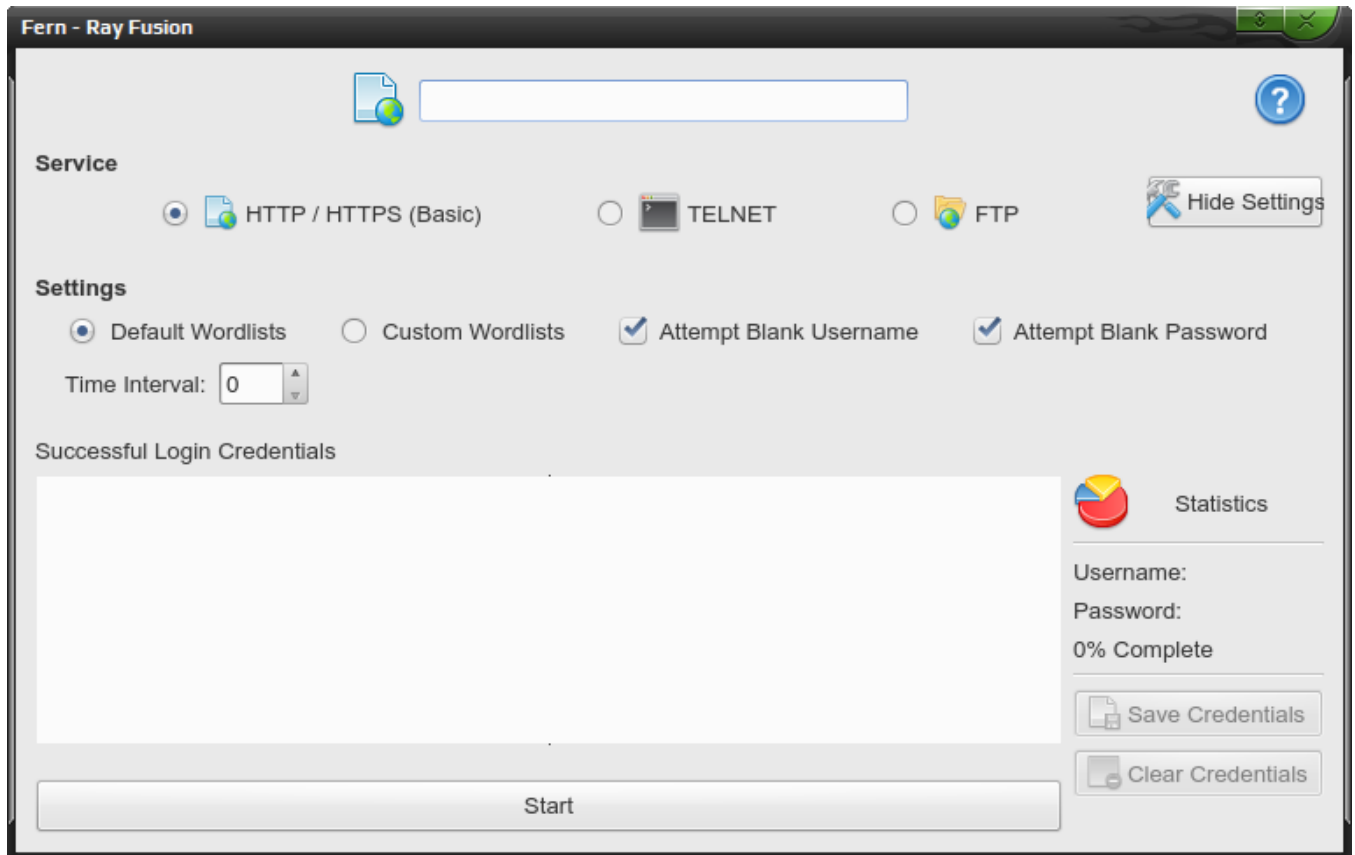 Fern - Ray Fusion
?
Service
HTTP / HTTPS (Basic)
TELNET
FTP
Hide Settings
Settings
Default Wordlists
Custom Wordlists
Attempt Blank Username
Attempt Blank Password
Time Interval: 0
Successful Login Credentials
Statistics
Username:
Password:
0% Complete
Save Credentials
Clear Credentials
Start